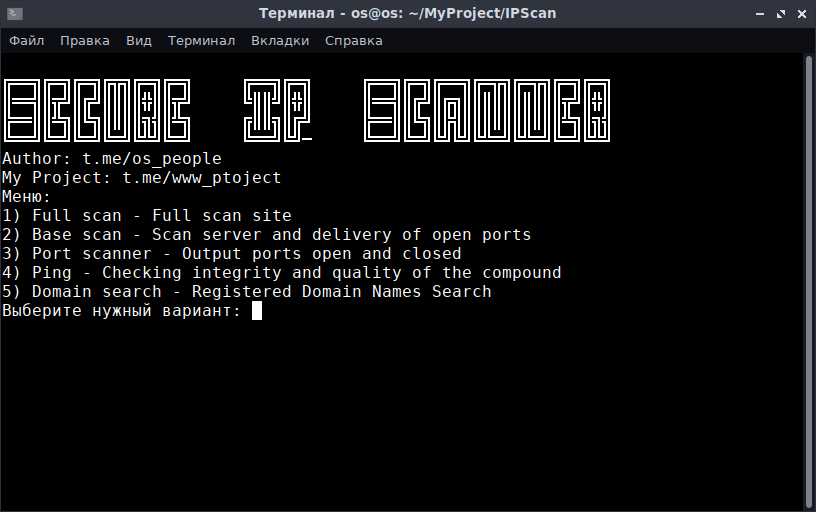 Терминал - os@os: ~/MyProject/IPScan
Файл Правка Вид Терминал Вкладки Справка
SECURE IP SCANNER
Author: t.me/os_people
My Project: t.me/www_ptoject
Меню:
1) Full scan - Full scan site
2) Base scan - Scan server and delivery of open ports
3) Port scanner - Output ports open and closed
4) Ping - Checking integrity and quality of the compound
5) Domain search - Registered Domain Names Search
Выберите нужный вариант: